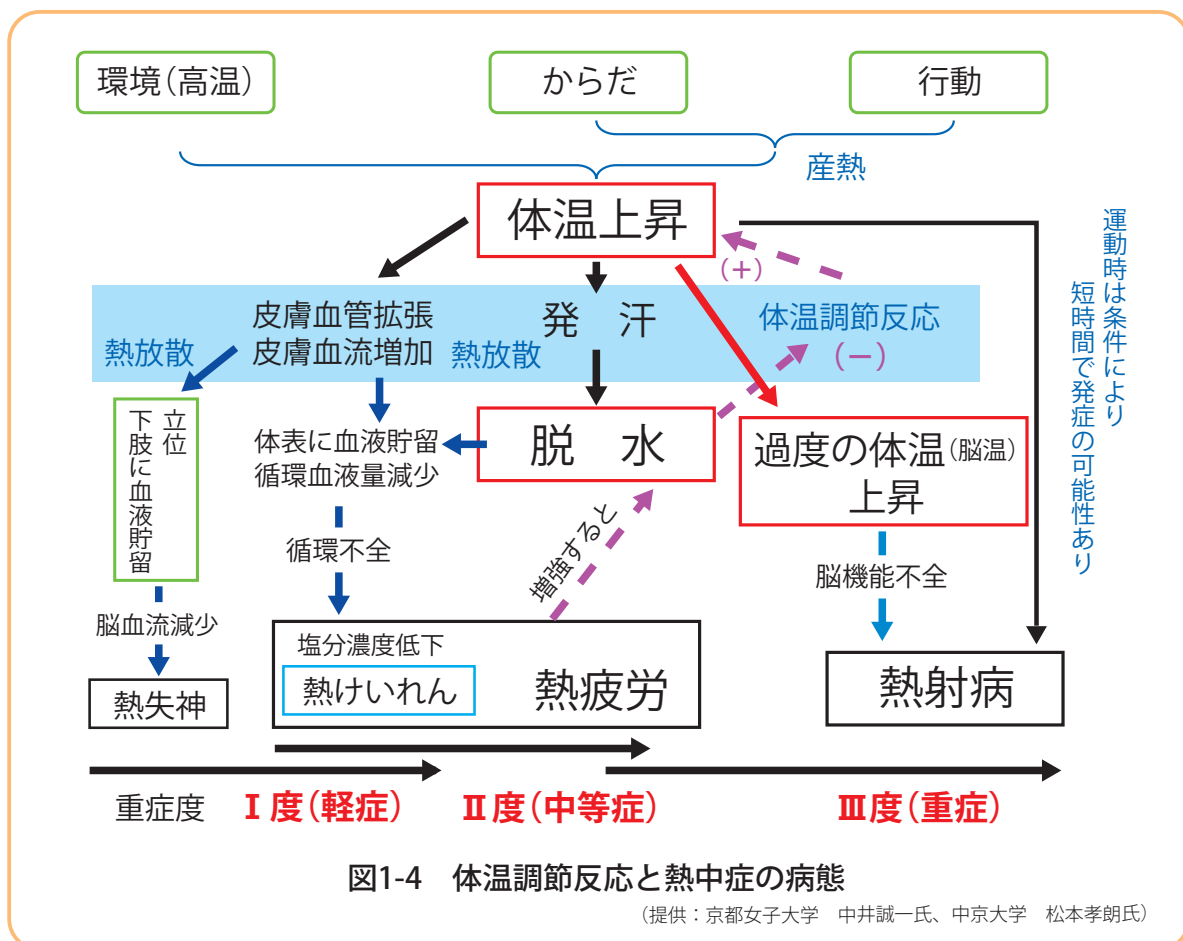 環境(高温)
からだ
行動
産熱
体温上昇
(+)
運動時は条件により
短時間で発症の可能性あり
皮膚血管拡張
皮膚血流増加
熱放散
発 汗
熱放散
体温調節反応
(-)
立位
下肢に血液貯留
体表に血液貯留
循環血液量減少
脱 水
過度の体温(脳温)
上昇
循環不全
増強すると
脳機能不全
脳血流減少
塩分濃度低下
熱けいれん
熱疲労
熱射病
熱失神
重症度
Ⅰ度(軽症)
Ⅱ度(中等症)
Ⅲ度(重症)
図1-4 体温調節反応と熱中症の病態
(提供:京都女子大学 中井誠一氏、中京大学 松本孝朗氏)